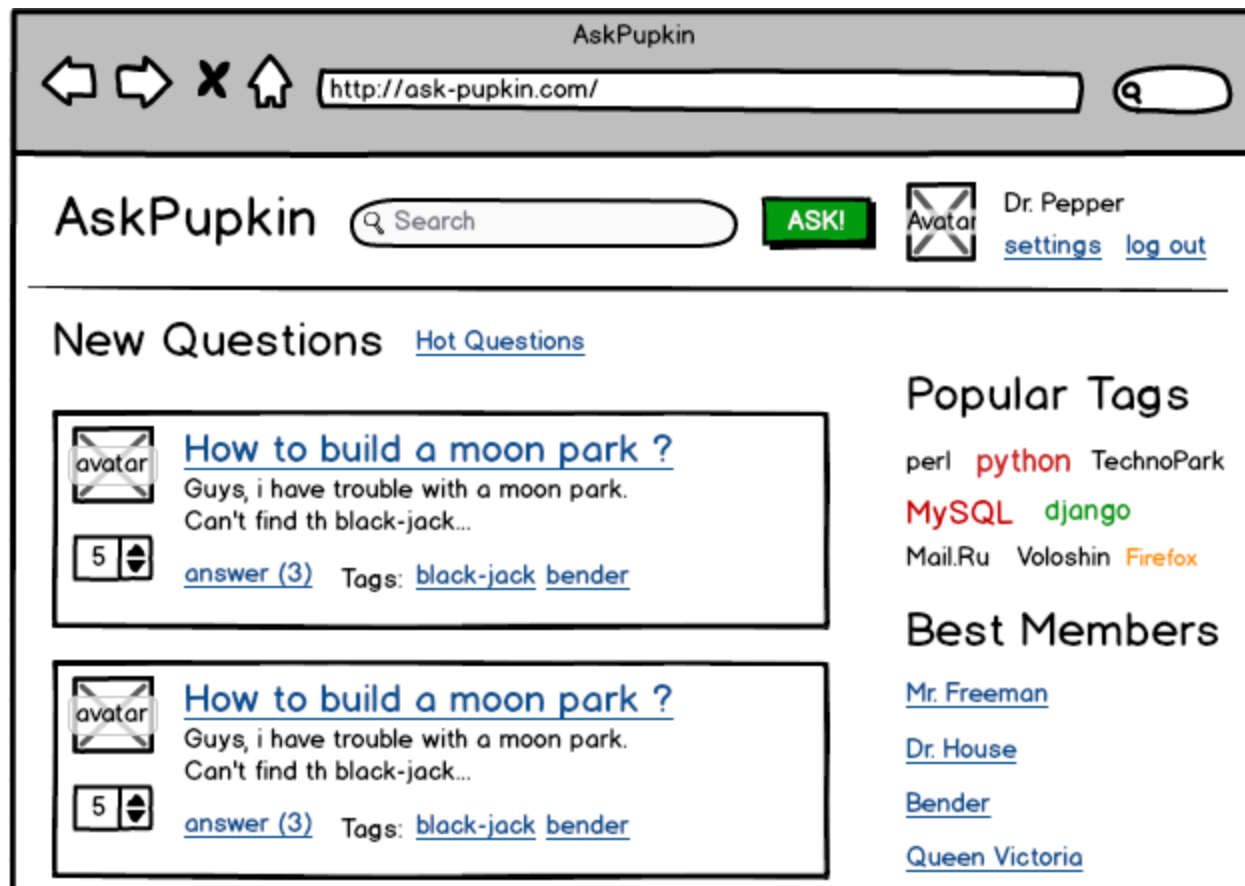 AskPupkin
http://ask-pupkin.com/
AskPupkin
Search
ASK!
Avatar
Dr. Pepper
settings log out
New Questions Hot Questions
avatar
How to build a moon park ?
Guys, i have trouble with a moon park.
Can't find th black-jack...
5
answer (3) Tags: black-jack bender
avatar
How to build a moon park ?
Guys, i have trouble with a moon park.
Can't find th black-jack...
5
answer (3) Tags: black-jack bender
Popular Tags
perl python TechnoPark
MySQL django
Mail.Ru Voloshin Firefox
Best Members
Mr. Freeman
Dr. House
Bender
Queen Victoria